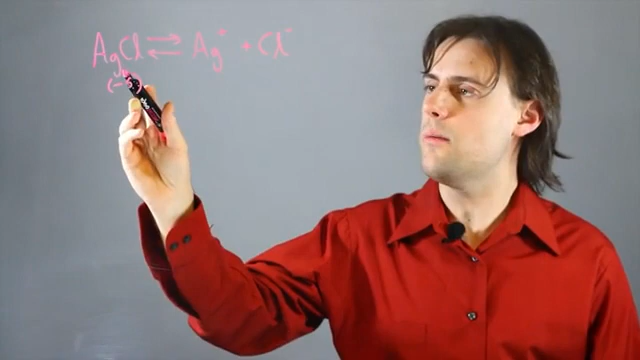 AgCl ⇌ Ag⁺ + Cl⁻